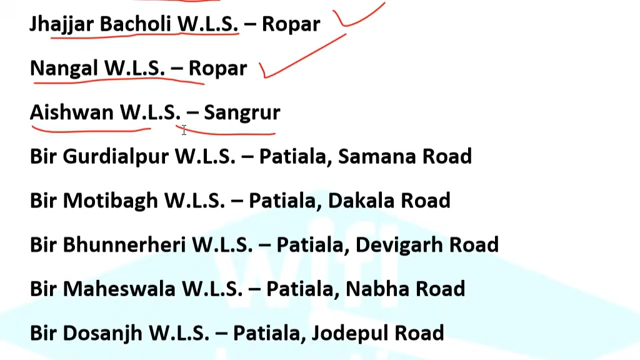 Jhajjar Bacholi W.L.S. – Ropar
Nangal W.L.S. – Ropar
Aishwan W.L.S. – Sangrur
Bir Gurdialpur W.L.S. – Patiala, Samana Road
Bir Motibagh W.L.S. – Patiala, Dakala Road
Bir Bhunnerheri W.L.S. – Patiala, Devigarh Road
Bir Maheswala W.L.S. – Patiala, Nabha Road
Bir Dosanjh W.L.S. – Patiala, Jodepul Road
wifi